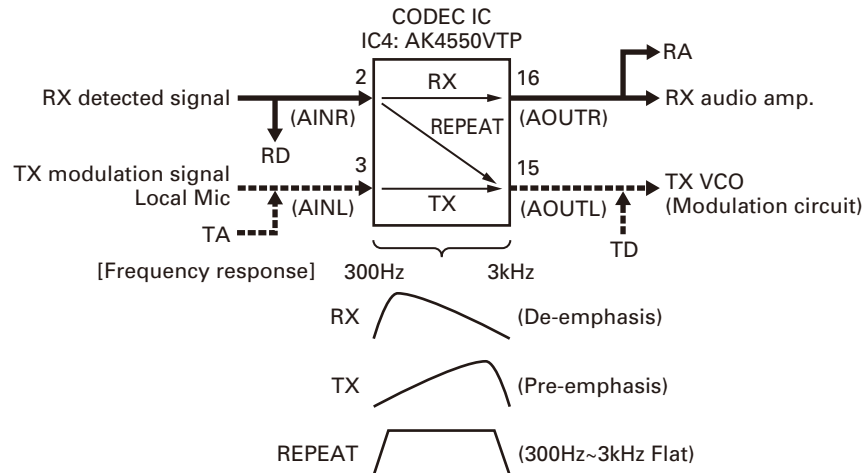 CODEC IC
IC4: AK4550VTP
RA
2
RX
16
RX detected signal
(AINR)
REPEAT
(AOUTR)
RX audio amp.
RD
TX modulation signal
Local Mic
3
15
TX VCO
(Modulation circuit)
(AINL)
TX
(AOUTL)
TA
TD
[Frequency response]
300Hz
3kHz
RX
(De-emphasis)
TX
(Pre-emphasis)
REPEAT
(300Hz~3kHz Flat)